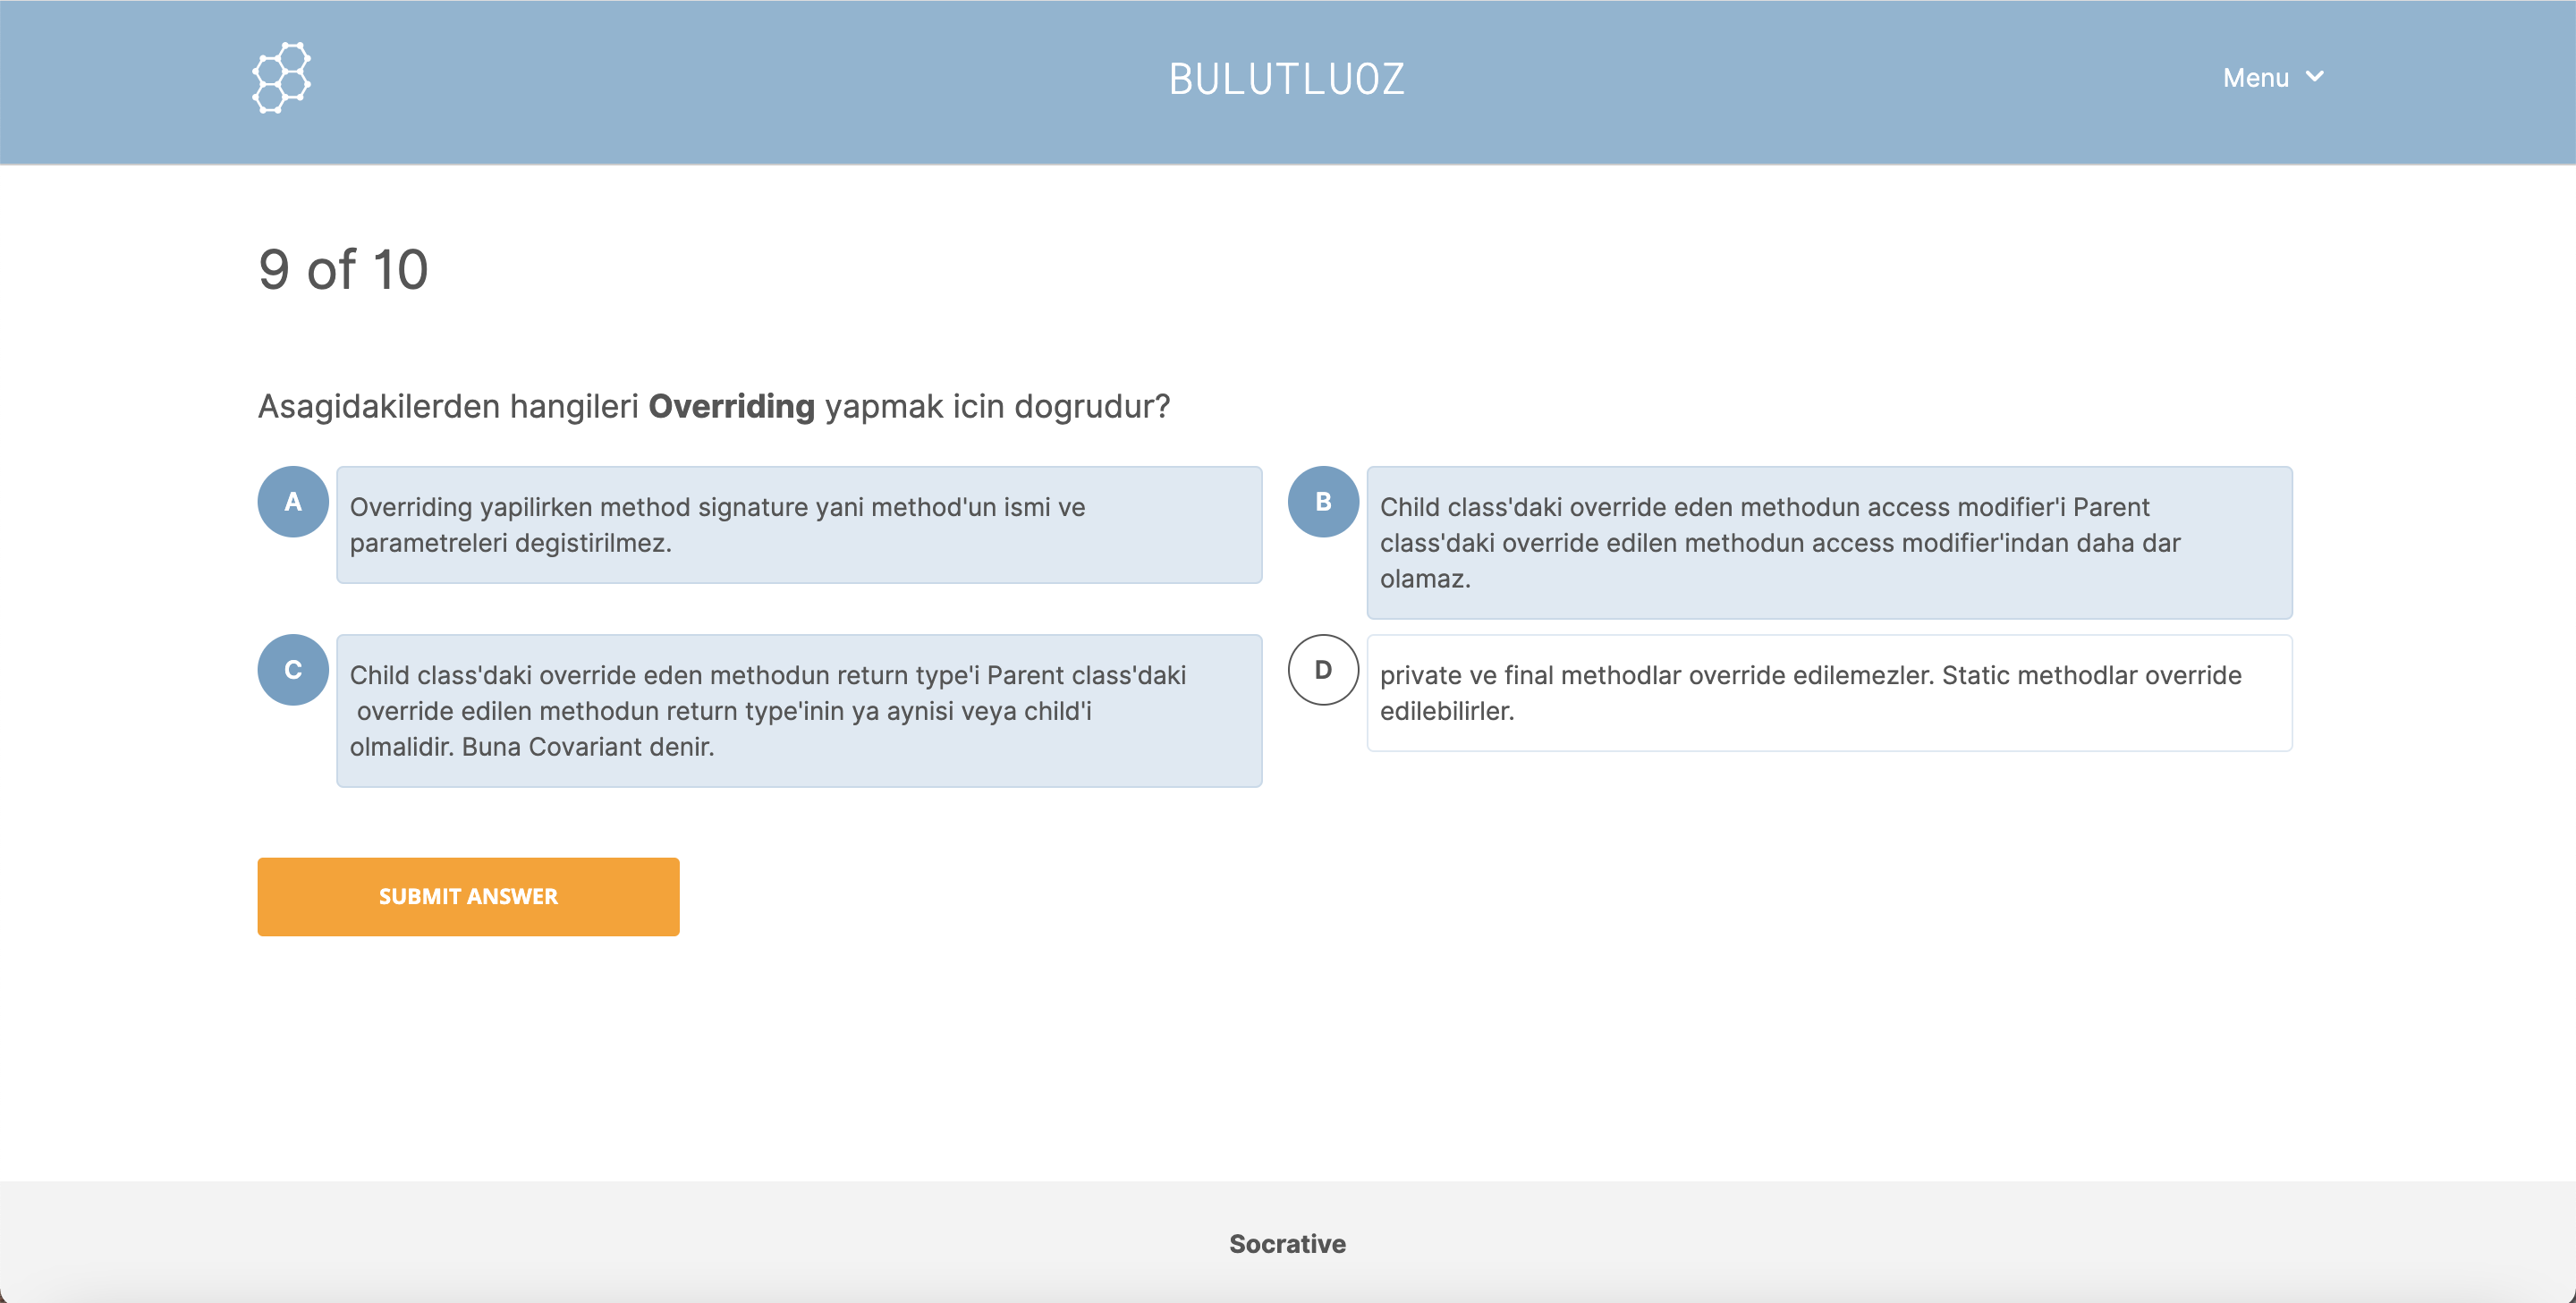 BULUTLUOZ
Menu
9 of 10
Asagidakilerden hangileri Overriding yapmak icin dogrudur?
A
Overriding yapilirken method signature yani method'un ismi ve
parametreleri degistirilmez.
B
Child class'daki override eden methodun access modifier'i Parent
class'daki override edilen methodun access modifier'indan daha dar
olamaz.
C
Child class'daki override eden methodun return type'i Parent class'daki
override edilen methodun return type'inin ya aynisi veya child'i
olmalidir. Buna Covariant denir.
D
private ve final methodlar override edilemezler. Static methodlar override
edilebilirler.
SUBMIT ANSWER
Socrative